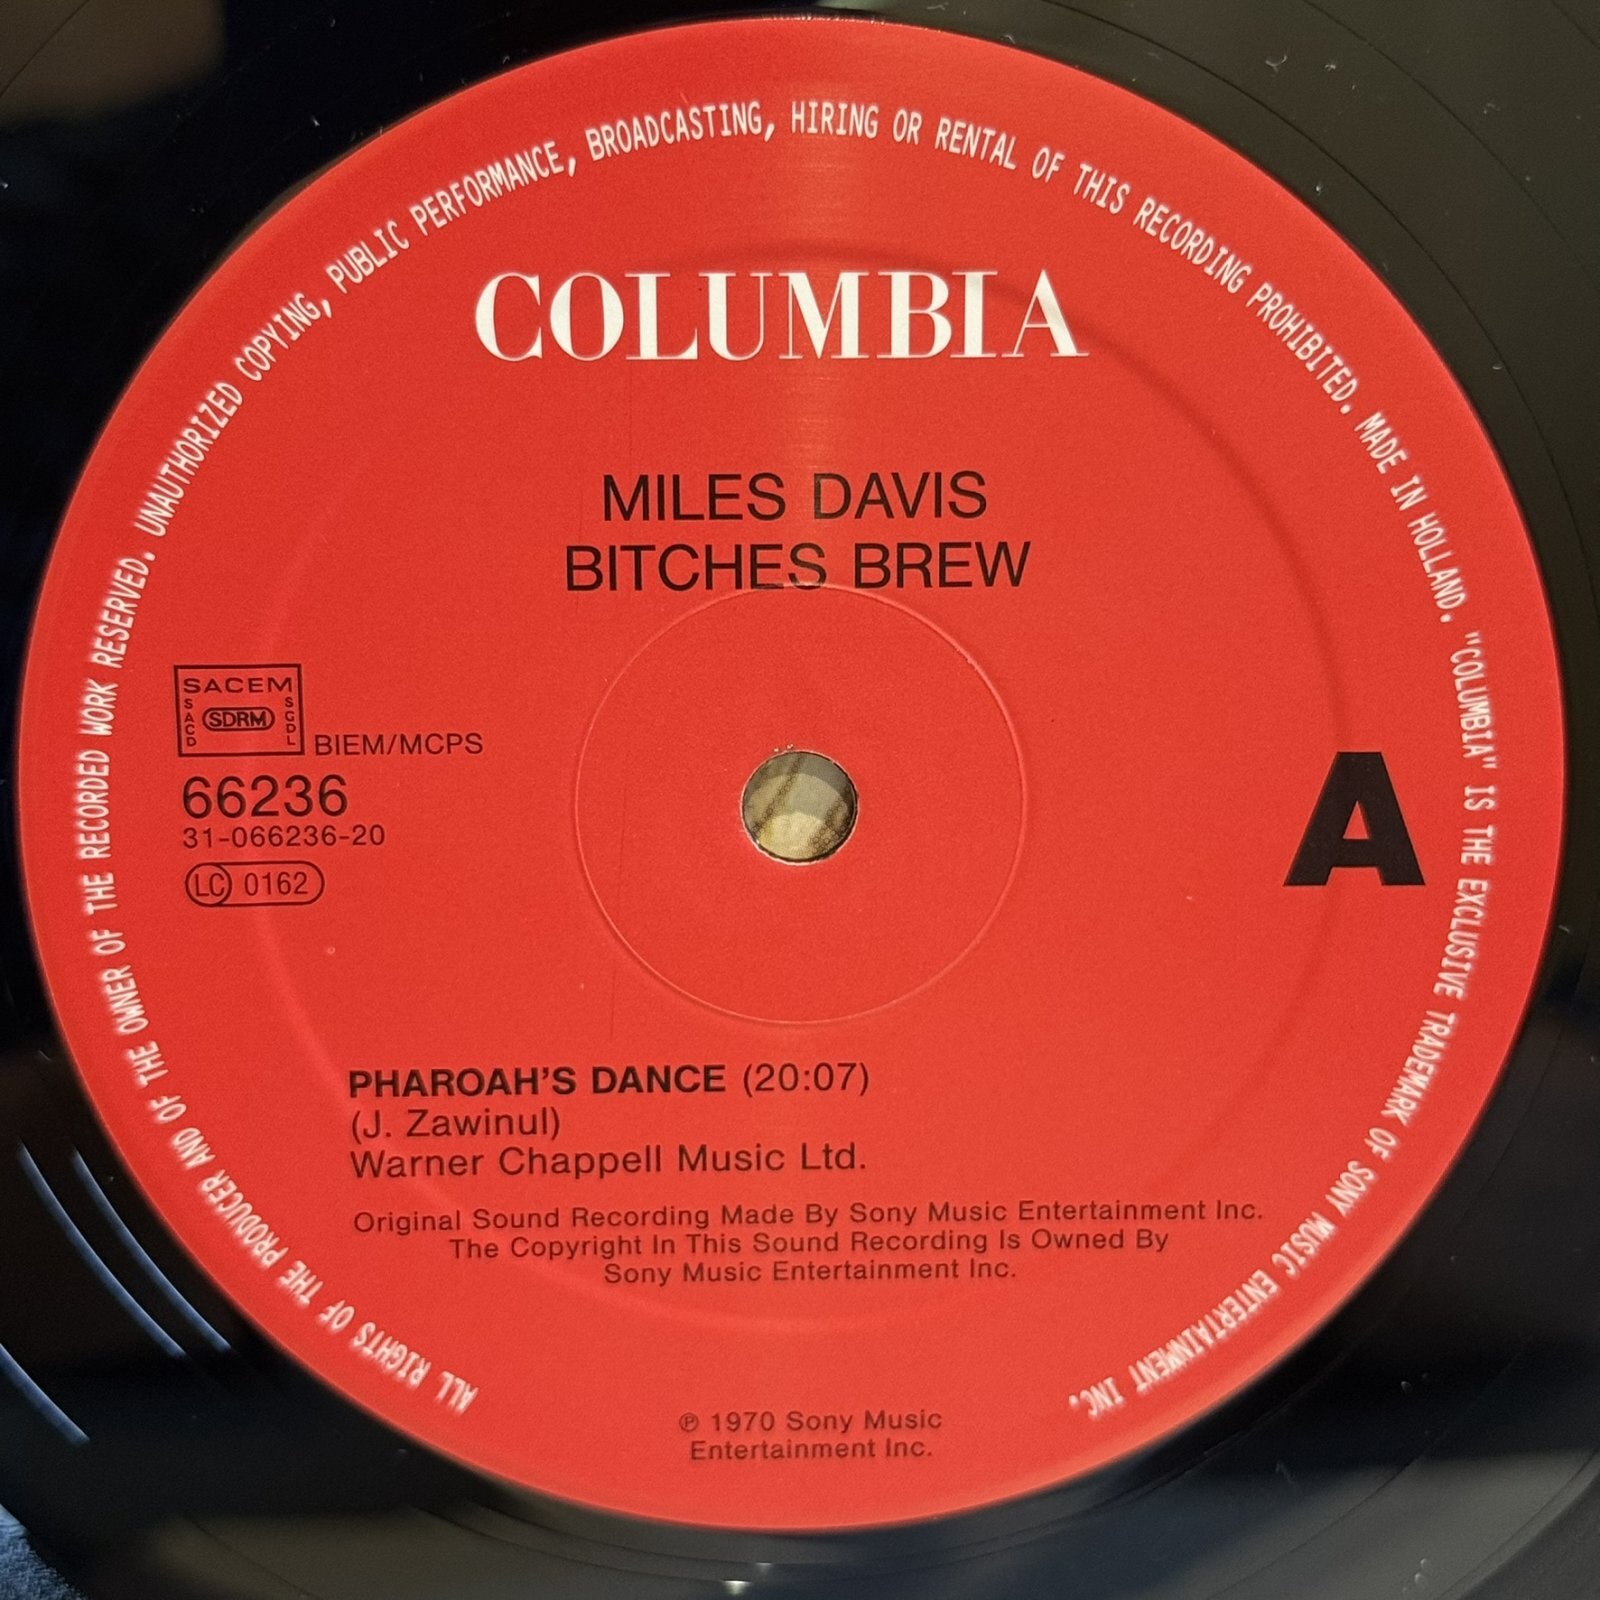 ALL RIGHTS OF THE PRODUCER AND OF THE OWNER OF THE RECORDED WORK RESERVED. UNAUTHORIZED COPYING, PUBLIC PERFORMANCE, BROADCASTING, HIRING OR RENTAL OF THIS RECORDING PROHIBITED. MADE IN HOLLAND. "COLUMBIA" IS THE EXCLUSIVE TRADEMARK OF SONY MUSIC ENTERTAINMENT INC.
COLUMBIA
MILES DAVIS
BITCHES BREW
SACEM
SACD
SDRM
SGDL
BIEM/MCPS
66236
31-066236-20
LC 0162
A
PHAROAH'S DANCE (20:07)
(J. Zawinul)
Warner Chappell Music Ltd.
Original Sound Recording Made By Sony Music Entertainment Inc.
The Copyright In This Sound Recording Is Owned By
Sony Music Entertainment Inc.
℗ 1970 Sony Music
Entertainment Inc.